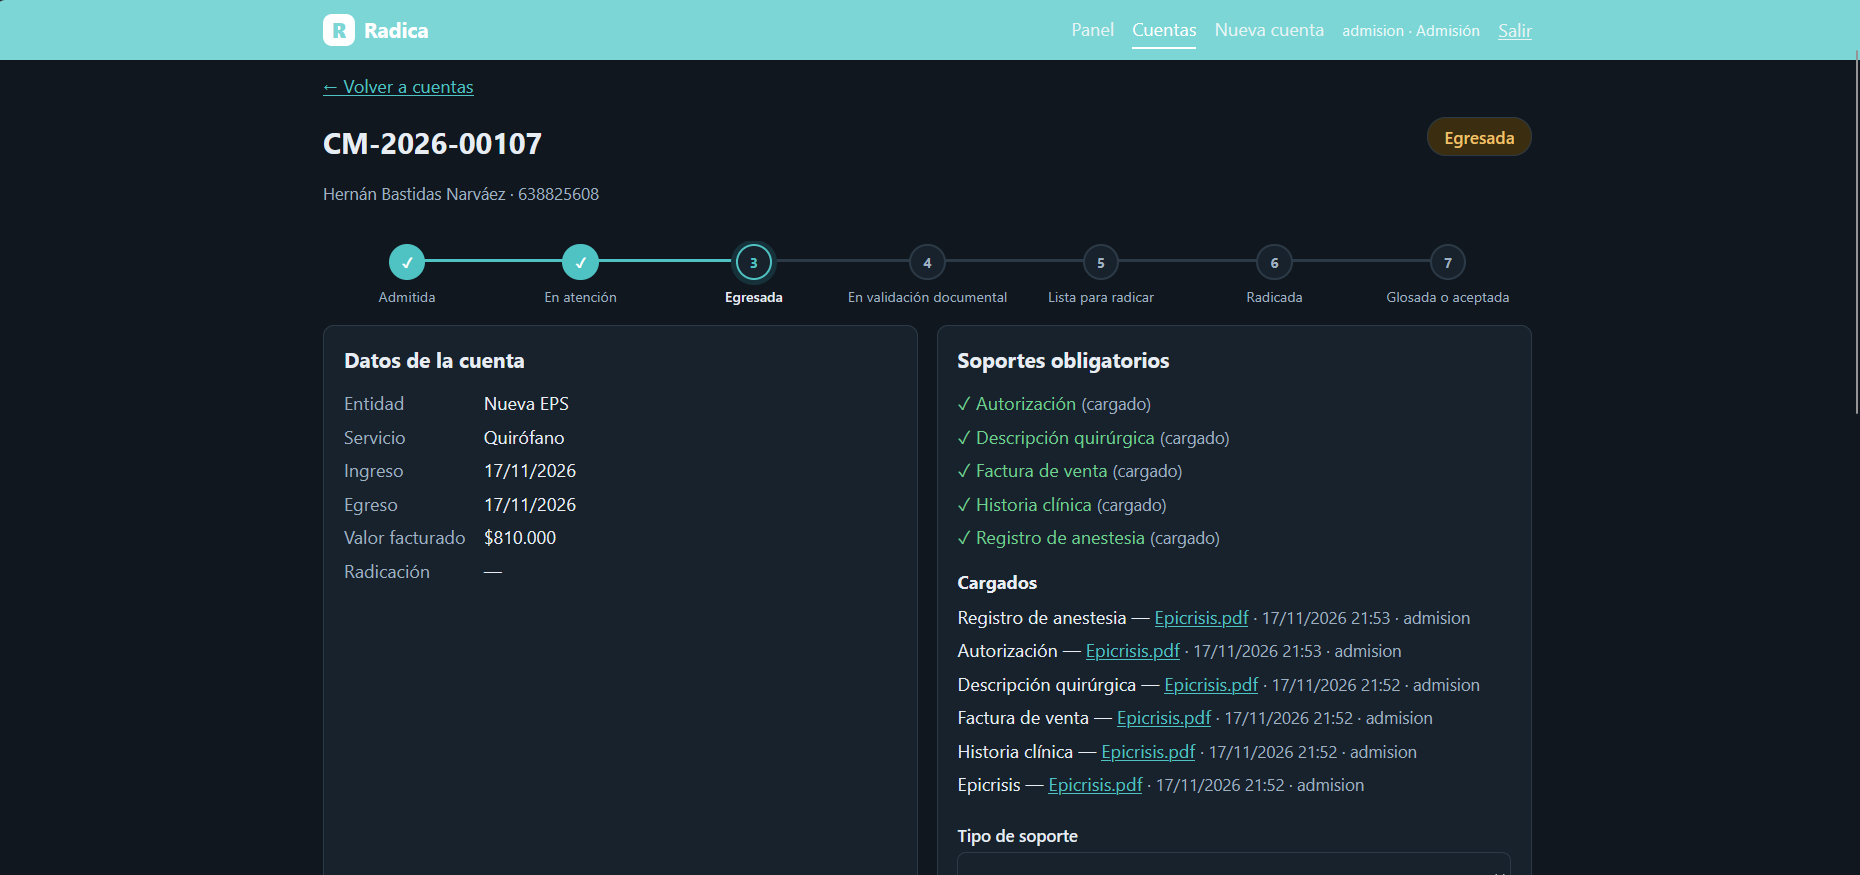 R Radica
Panel Cuentas Nueva cuenta admision · Admisión Salir
← Volver a cuentas
CM-2026-00107
Egresada
Hernán Bastidas Narváez · 638825608
✓ ✓ 3 4 5 6 7
Admitida En atención Egresada En validación documental Lista para radicar Radicada Glosada o aceptada
Datos de la cuenta
Entidad Nueva EPS
Servicio Quirófano
Ingreso 17/11/2026
Egreso 17/11/2026
Valor facturado $810.000
Radicación —
Soportes obligatorios
✓ Autorización (cargado)
✓ Descripción quirúrgica (cargado)
✓ Factura de venta (cargado)
✓ Historia clínica (cargado)
✓ Registro de anestesia (cargado)
Cargados
Registro de anestesia — Epicrisis.pdf · 17/11/2026 21:53 · admision
Autorización — Epicrisis.pdf · 17/11/2026 21:53 · admision
Descripción quirúrgica — Epicrisis.pdf · 17/11/2026 21:52 · admision
Factura de venta — Epicrisis.pdf · 17/11/2026 21:52 · admision
Historia clínica — Epicrisis.pdf · 17/11/2026 21:52 · admision
Epicrisis — Epicrisis.pdf · 17/11/2026 21:52 · admision
Tipo de soporte